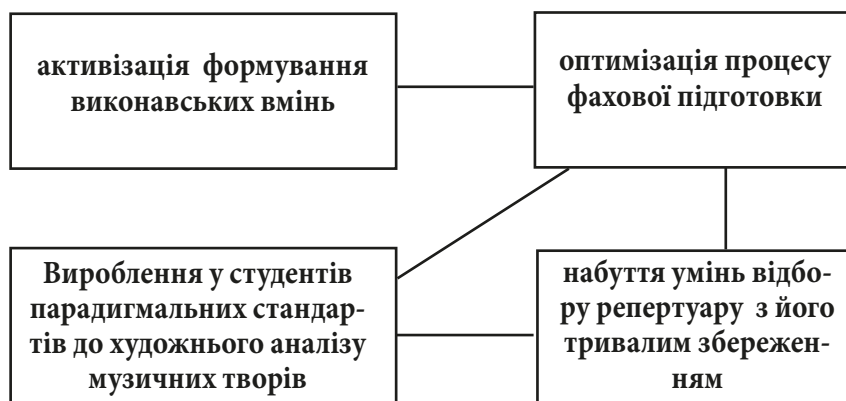 активізація формування
виконавських вмінь
оптимізація процесу
фахової підготовки
Вироблення у студентів
парадигмальних стандар-
тів до художнього аналізу
музичних творів
набуття умінь відбо-
ру репертуару з його
тривалим збережен-
ням